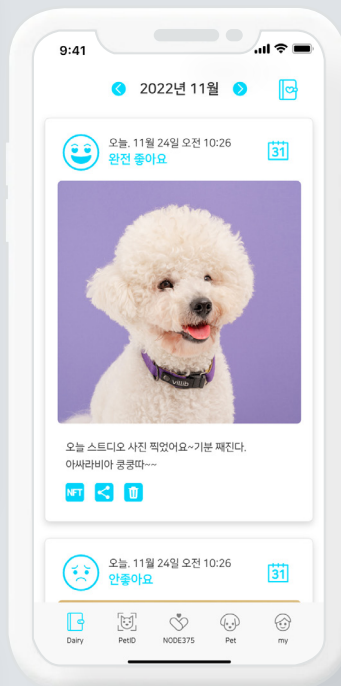 9:41
2022년 11월
오늘. 11월 24일 오전 10:26
완전 좋아요
31
villib
오늘 스튜디오 사진 찍었어요~기분 째진다.
아싸라비아 쿵쿵따~~
NFT
오늘. 11월 24일 오전 10:26
안좋아요
31
Dairy
PetID
NODE375
Pet
my